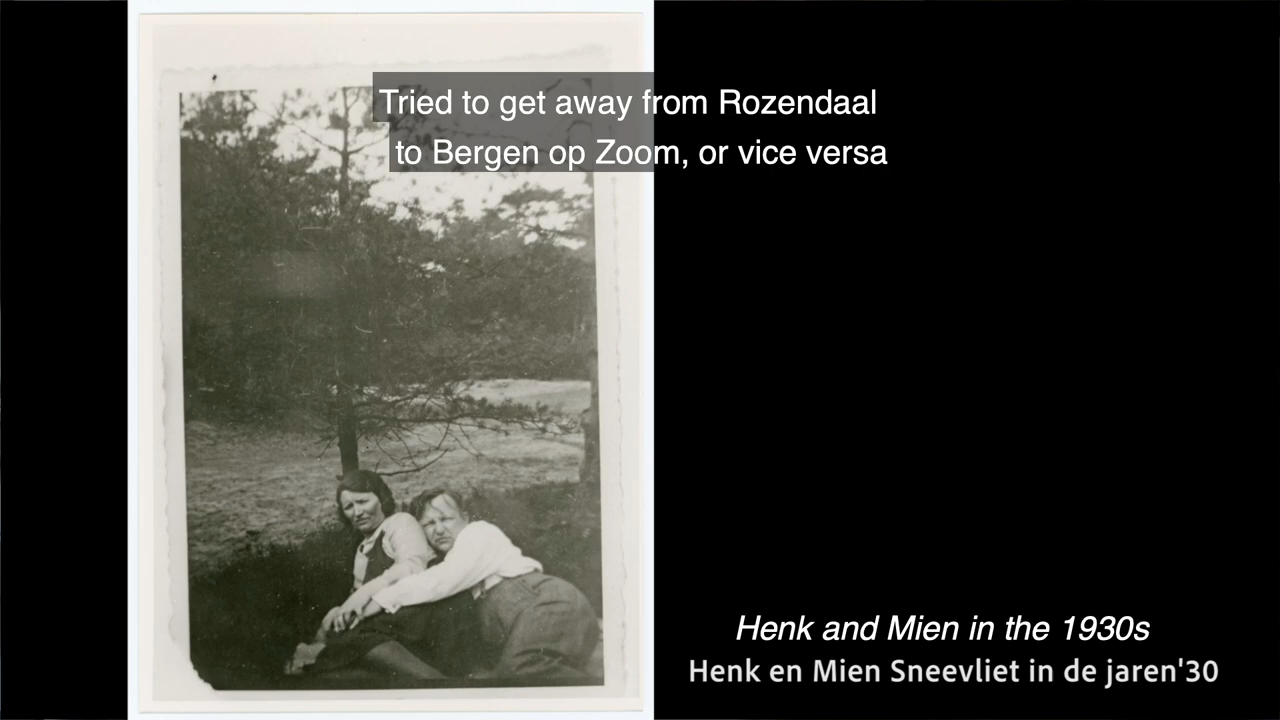 Tried to get away from Rozendaal
to Bergen op Zoom, or vice versa
Henk and Mien in the 1930s
Henk en Mien Sneevliet in de jaren'30